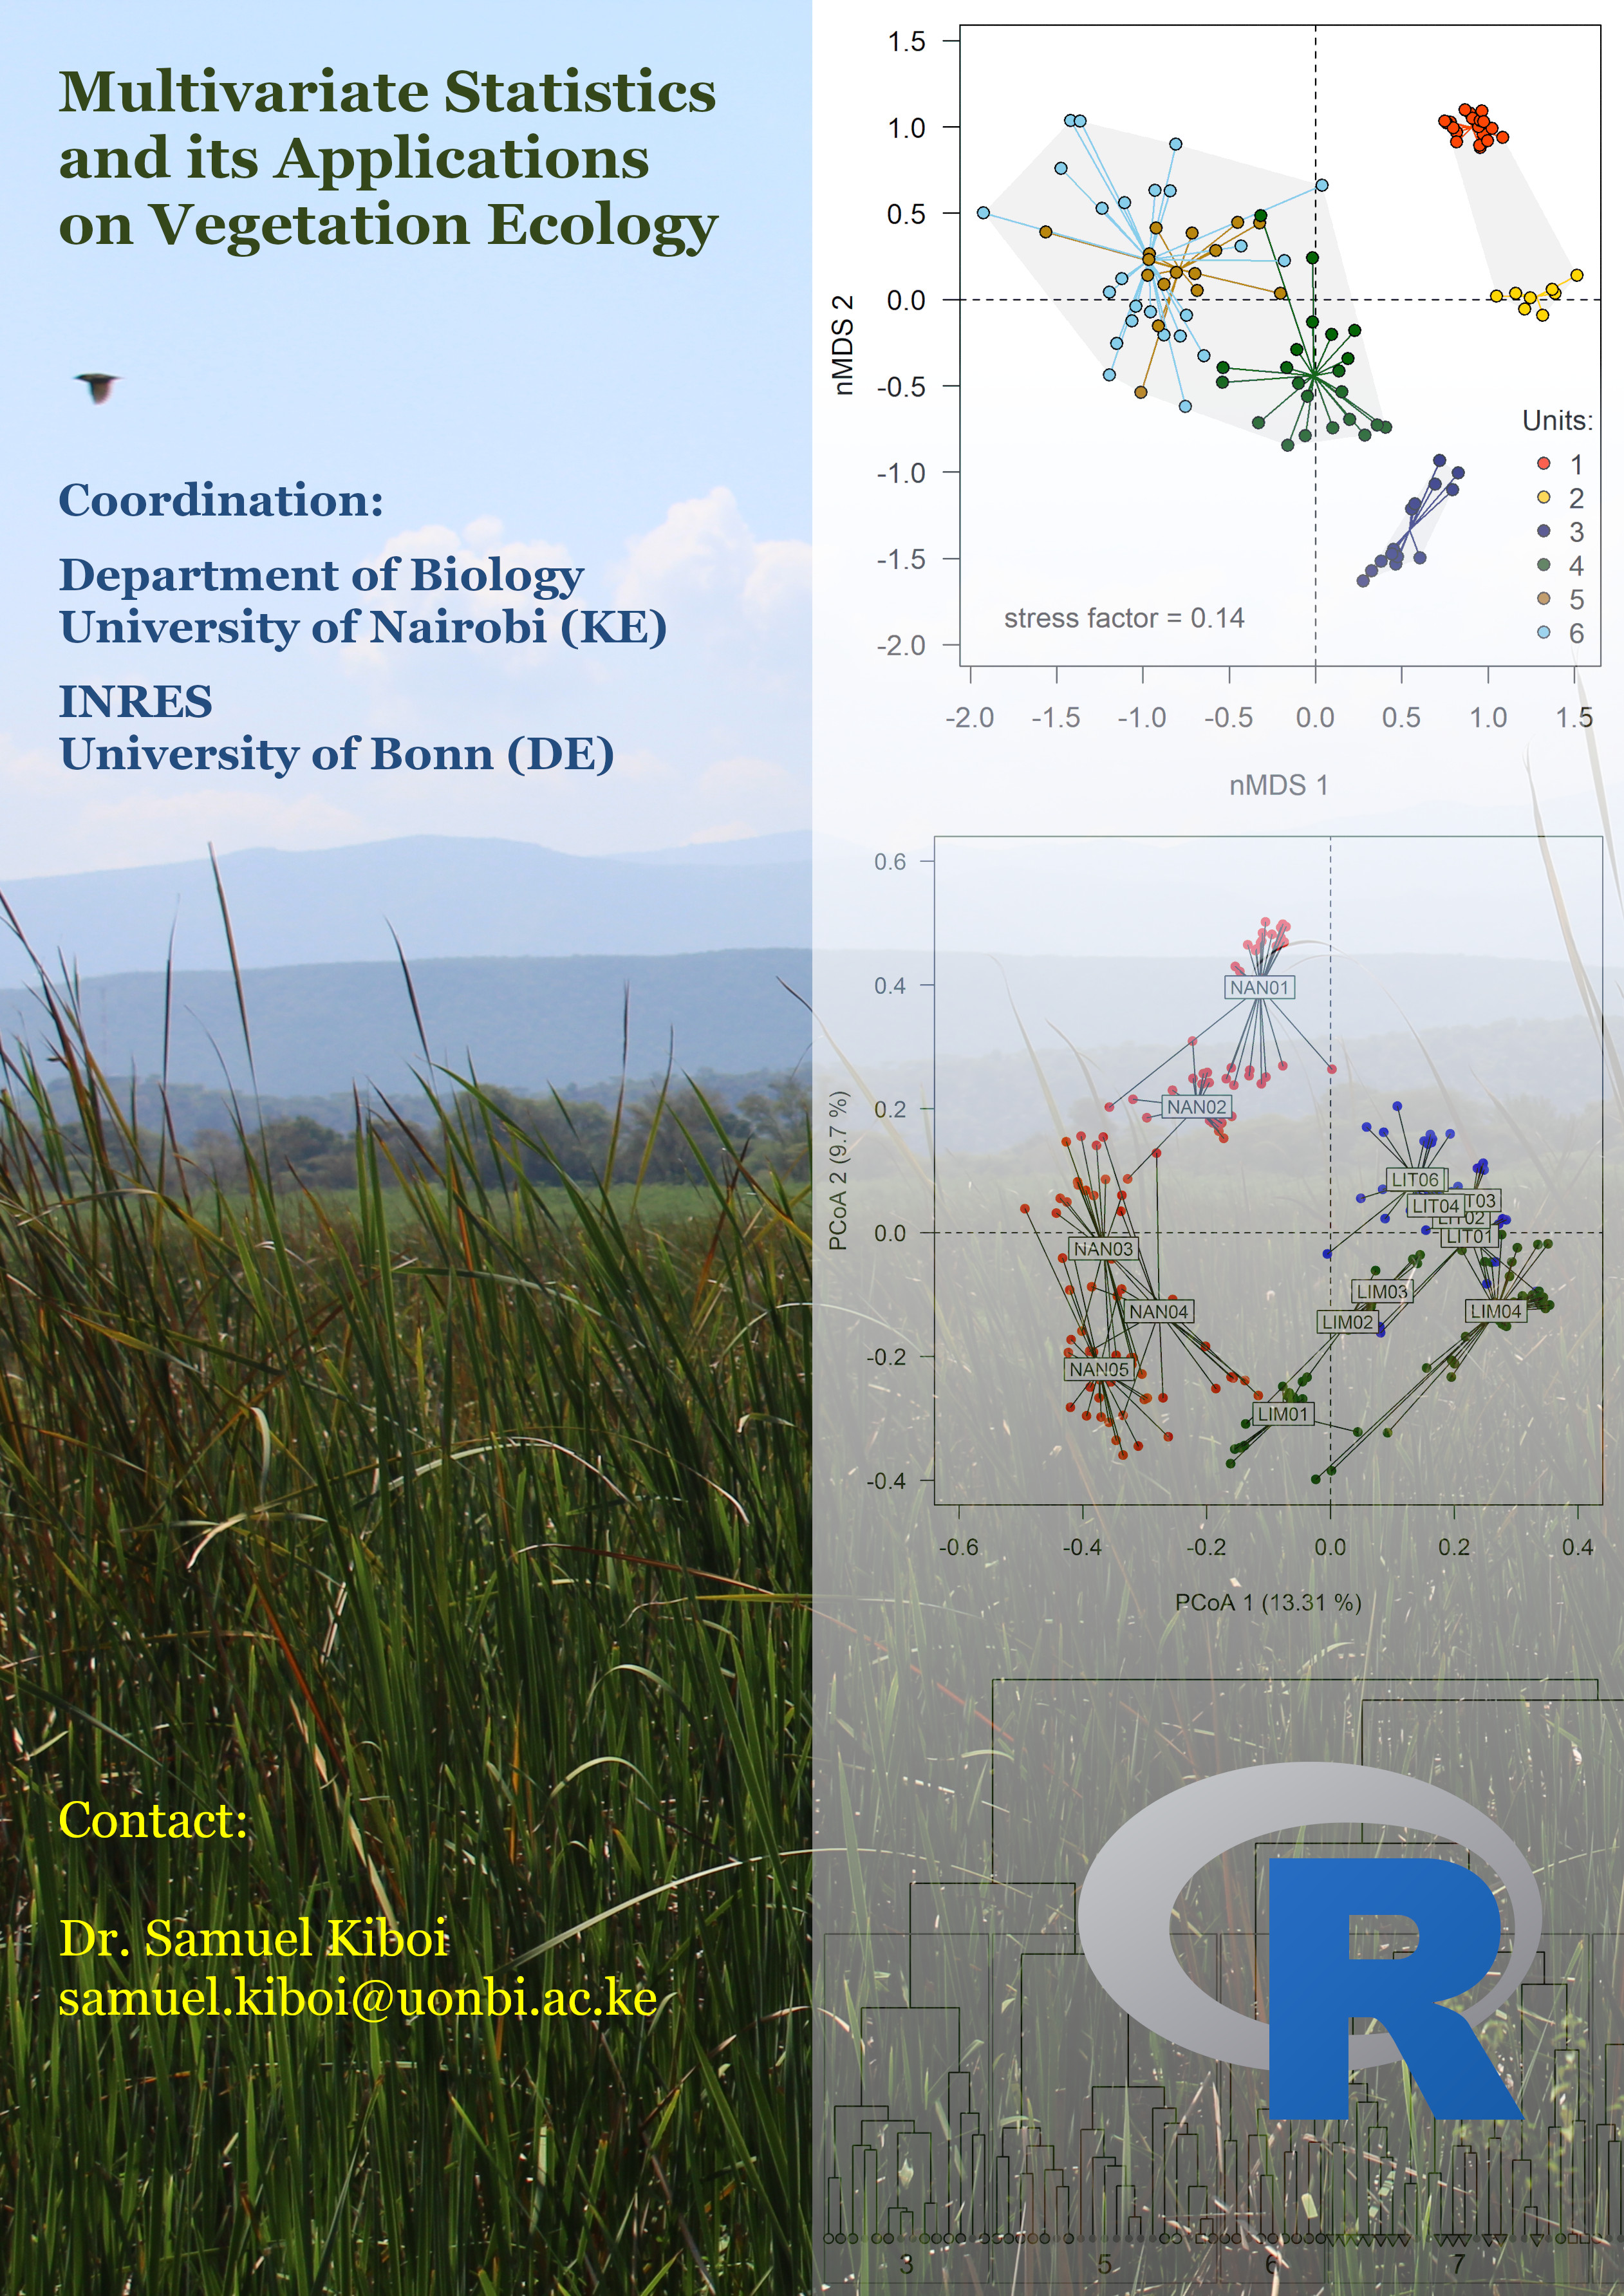 Multivariate Statistics
and its Applications
on Vegetation Ecology
Coordination:
Department of Biology
University of Nairobi (KE)
INRES
University of Bonn (DE)
Contact:
Dr. Samuel Kiboi
samuel.kiboi@uonbi.ac.ke
1.5
1.0
0.5
0.0
-0.5
-1.0
-1.5
-2.0
nMDS 2
Units:
1
2
3
4
5
6
stress factor = 0.14
-2.0 -1.5 -1.0 -0.5 0.0 0.5 1.0 1.5
nMDS 1
0.6
0.4
0.2
0.0
-0.2
-0.4
PCoA 2 (9.7 %)
NAN01
NAN02
LIT06
T03
LIT04
LIT02
LIT01
NAN03
LIM03
NAN04
LIM02
LIM04
NAN05
LIM01
-0.6 -0.4 -0.2 0.0 0.2 0.4
PCoA 1 (13.31 %)
R
3 5 6 7